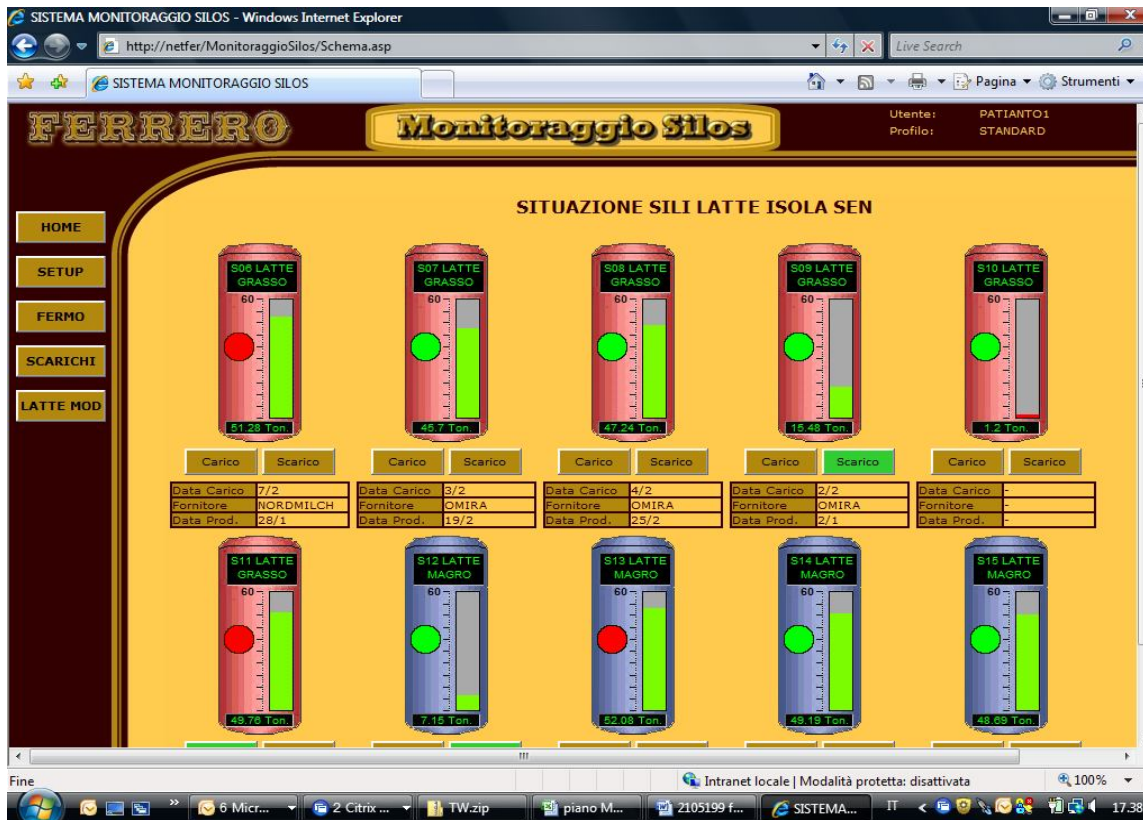 SISTEMA MONITORAGGIO SILOS - Windows Internet Explorer
http://netfer/MonitoraggioSilos/Schema.asp
Live Search
SISTEMA MONITORAGGIO SILOS
Pagina
Strumenti
FERRERO
Monitoraggio Silos
Utente: PATIANTO1
Profilo: STANDARD
SITUAZIONE SILI LATTE ISOLA SEN
HOME
SETUP
FERMO
SCARICHI
LATTE MOD
S06 LATTE
GRASSO
60
51.28 Ton.
Carico Scarico
Data Carico 7/2
Fornitore NORDMILCH
Data Prod. 28/1
S07 LATTE
GRASSO
60
45.7 Ton.
Carico Scarico
Data Carico 3/2
Fornitore OMIRA
Data Prod. 19/2
S08 LATTE
GRASSO
60
47.24 Ton.
Carico Scarico
Data Carico 4/2
Fornitore OMIRA
Data Prod. 25/2
S09 LATTE
GRASSO
60
15.48 Ton.
Carico Scarico
Data Carico 2/2
Fornitore OMIRA
Data Prod. 2/1
S10 LATTE
GRASSO
60
1.2 Ton.
Carico Scarico
Data Carico -
Fornitore -
Data Prod. -
S11 LATTE
GRASSO
60
49.76 Ton.
S12 LATTE
MAGRO
60
7.15 Ton.
S13 LATTE
MAGRO
60
52.08 Ton.
S14 LATTE
MAGRO
60
49.19 Ton.
S15 LATTE
MAGRO
60
48.69 Ton.
Fine
Intranet locale | Modalità protetta: disattivata
100%
6 Micr...
2 Citrix ...
TW.zip
piano M...
2105199 f...
SISTEMA...
IT
17.38